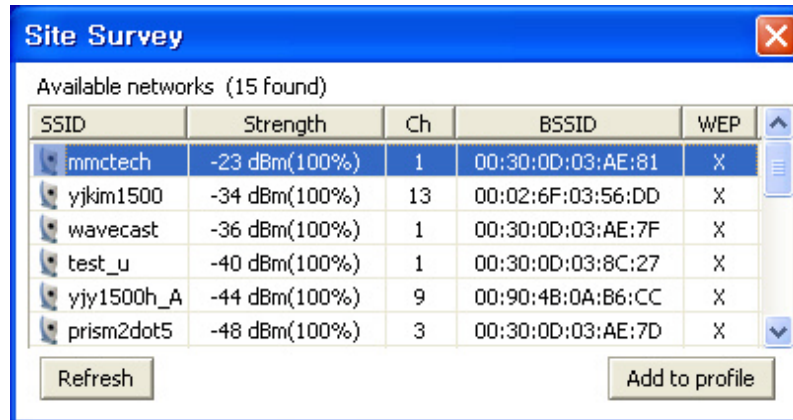 Site Survey
Available networks (15 found)
SSID Strength Ch BSSID WEP
mmctech -23 dBm(100%) 1 00:30:0D:03:AE:81 X
yjkim1500 -34 dBm(100%) 13 00:02:6F:03:56:DD X
wavecast -36 dBm(100%) 1 00:30:0D:03:AE:7F X
test_u -40 dBm(100%) 1 00:30:0D:03:8C:27 X
yjy1500h_A -44 dBm(100%) 9 00:90:4B:0A:B6:CC X
prism2dot5 -48 dBm(100%) 3 00:30:0D:03:AE:7D X
Refresh Add to profile